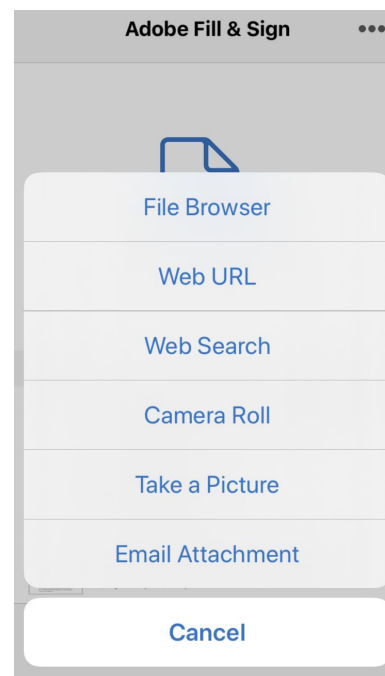 Adobe Fill & Sign
File Browser
Web URL
Web Search
Camera Roll
Take a Picture
Email Attachment
Cancel